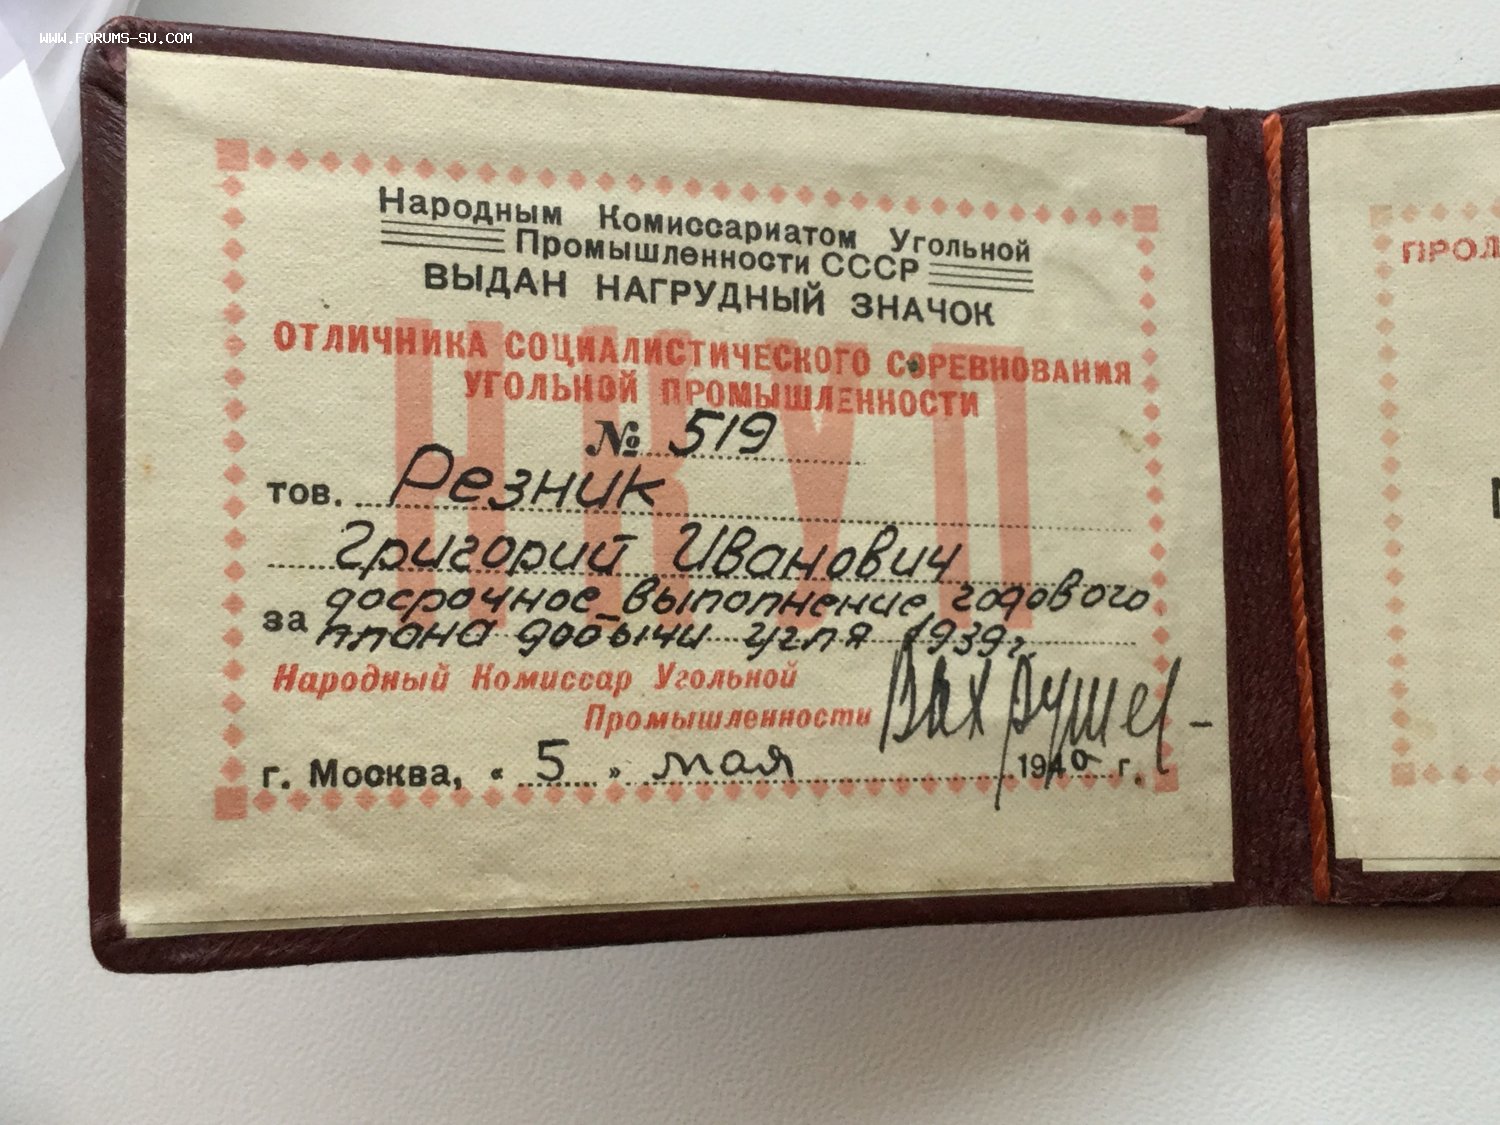 WWW.FORUMS-SU.COM
Народным Комиссариатом Угольной
Промышленности СССР
ВЫДАН НАГРУДНЫЙ ЗНАЧОК
ОТЛИЧНИКА СОЦИАЛИСТИЧЕСКОГО СОРЕВНОВАНИЯ
УГОЛЬНОЙ ПРОМЫШЛЕННОСТИ
НКУП
№ 519
тов. Резник
Григорий Иванович
за досрочное выполнение годового
плана добычи угля 1939г.
Народный Комиссар Угольной
Промышленности Вахрушев
г. Москва, « 5 » мая 1940 г.
ПРОД